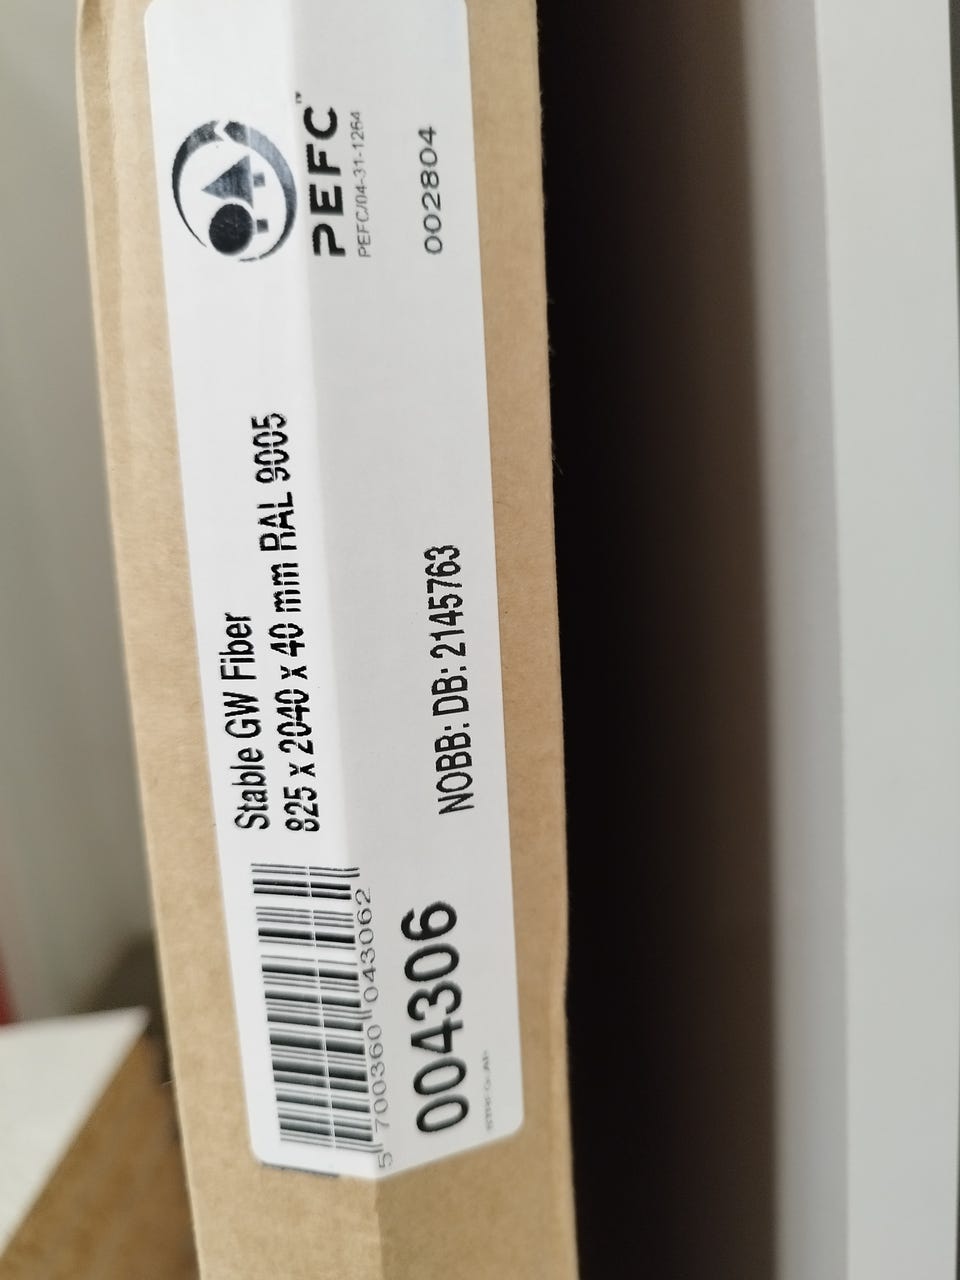 Stable GW Fiber
825 x 2040 x 40 mm RAL 9005
5 700360 043062
004306
NOBB: DB: 2145763
PEFC™
PEFC/04-31-1264
002804